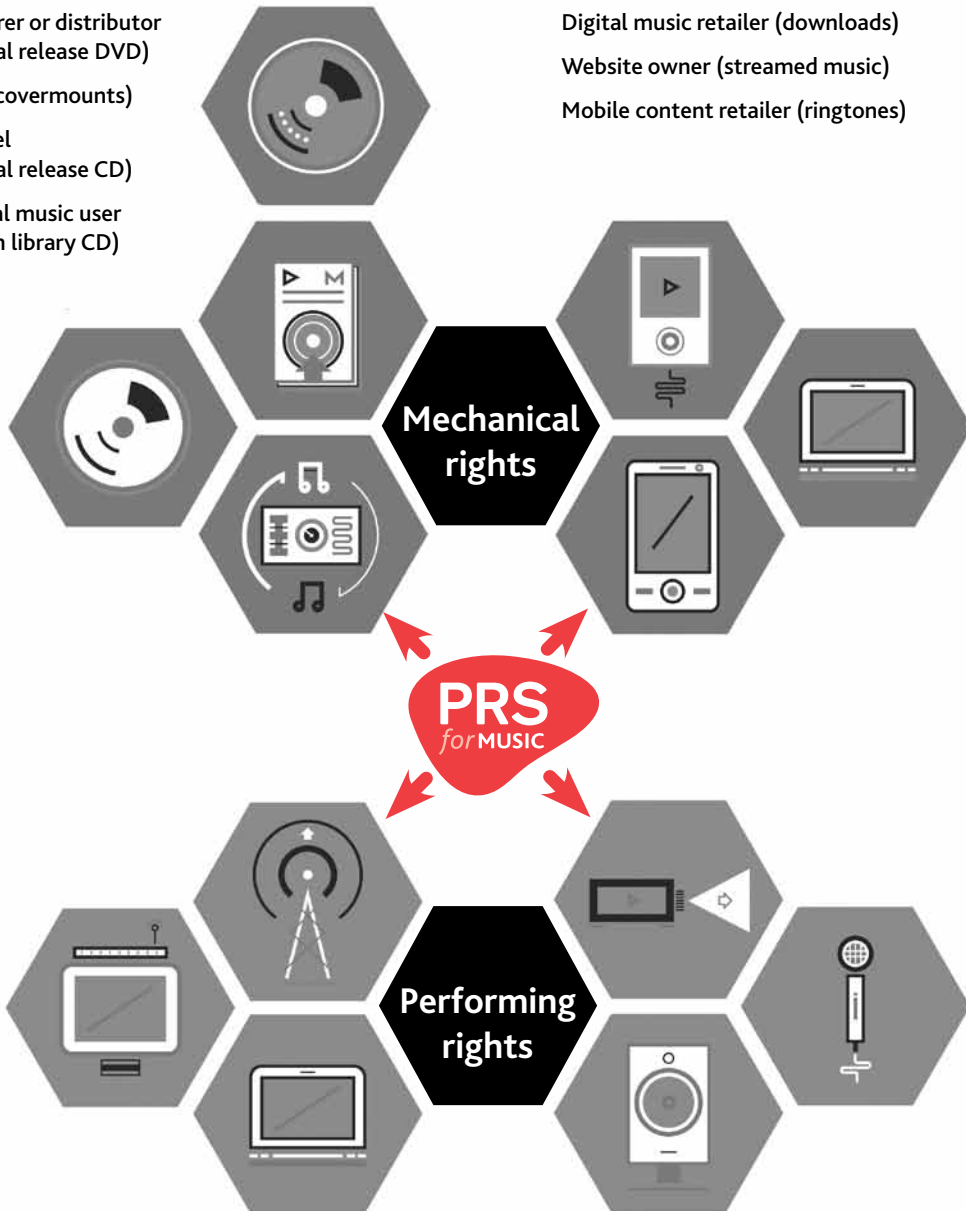 rer or distributor
al release DVD)
covermounts)
el
al release CD)
al music user
n library CD)
Digital music retailer (downloads)
Website owner (streamed music)
Mobile content retailer (ringtones)
M
Mechanical
rights
PRS
for MUSIC
Performing
rights